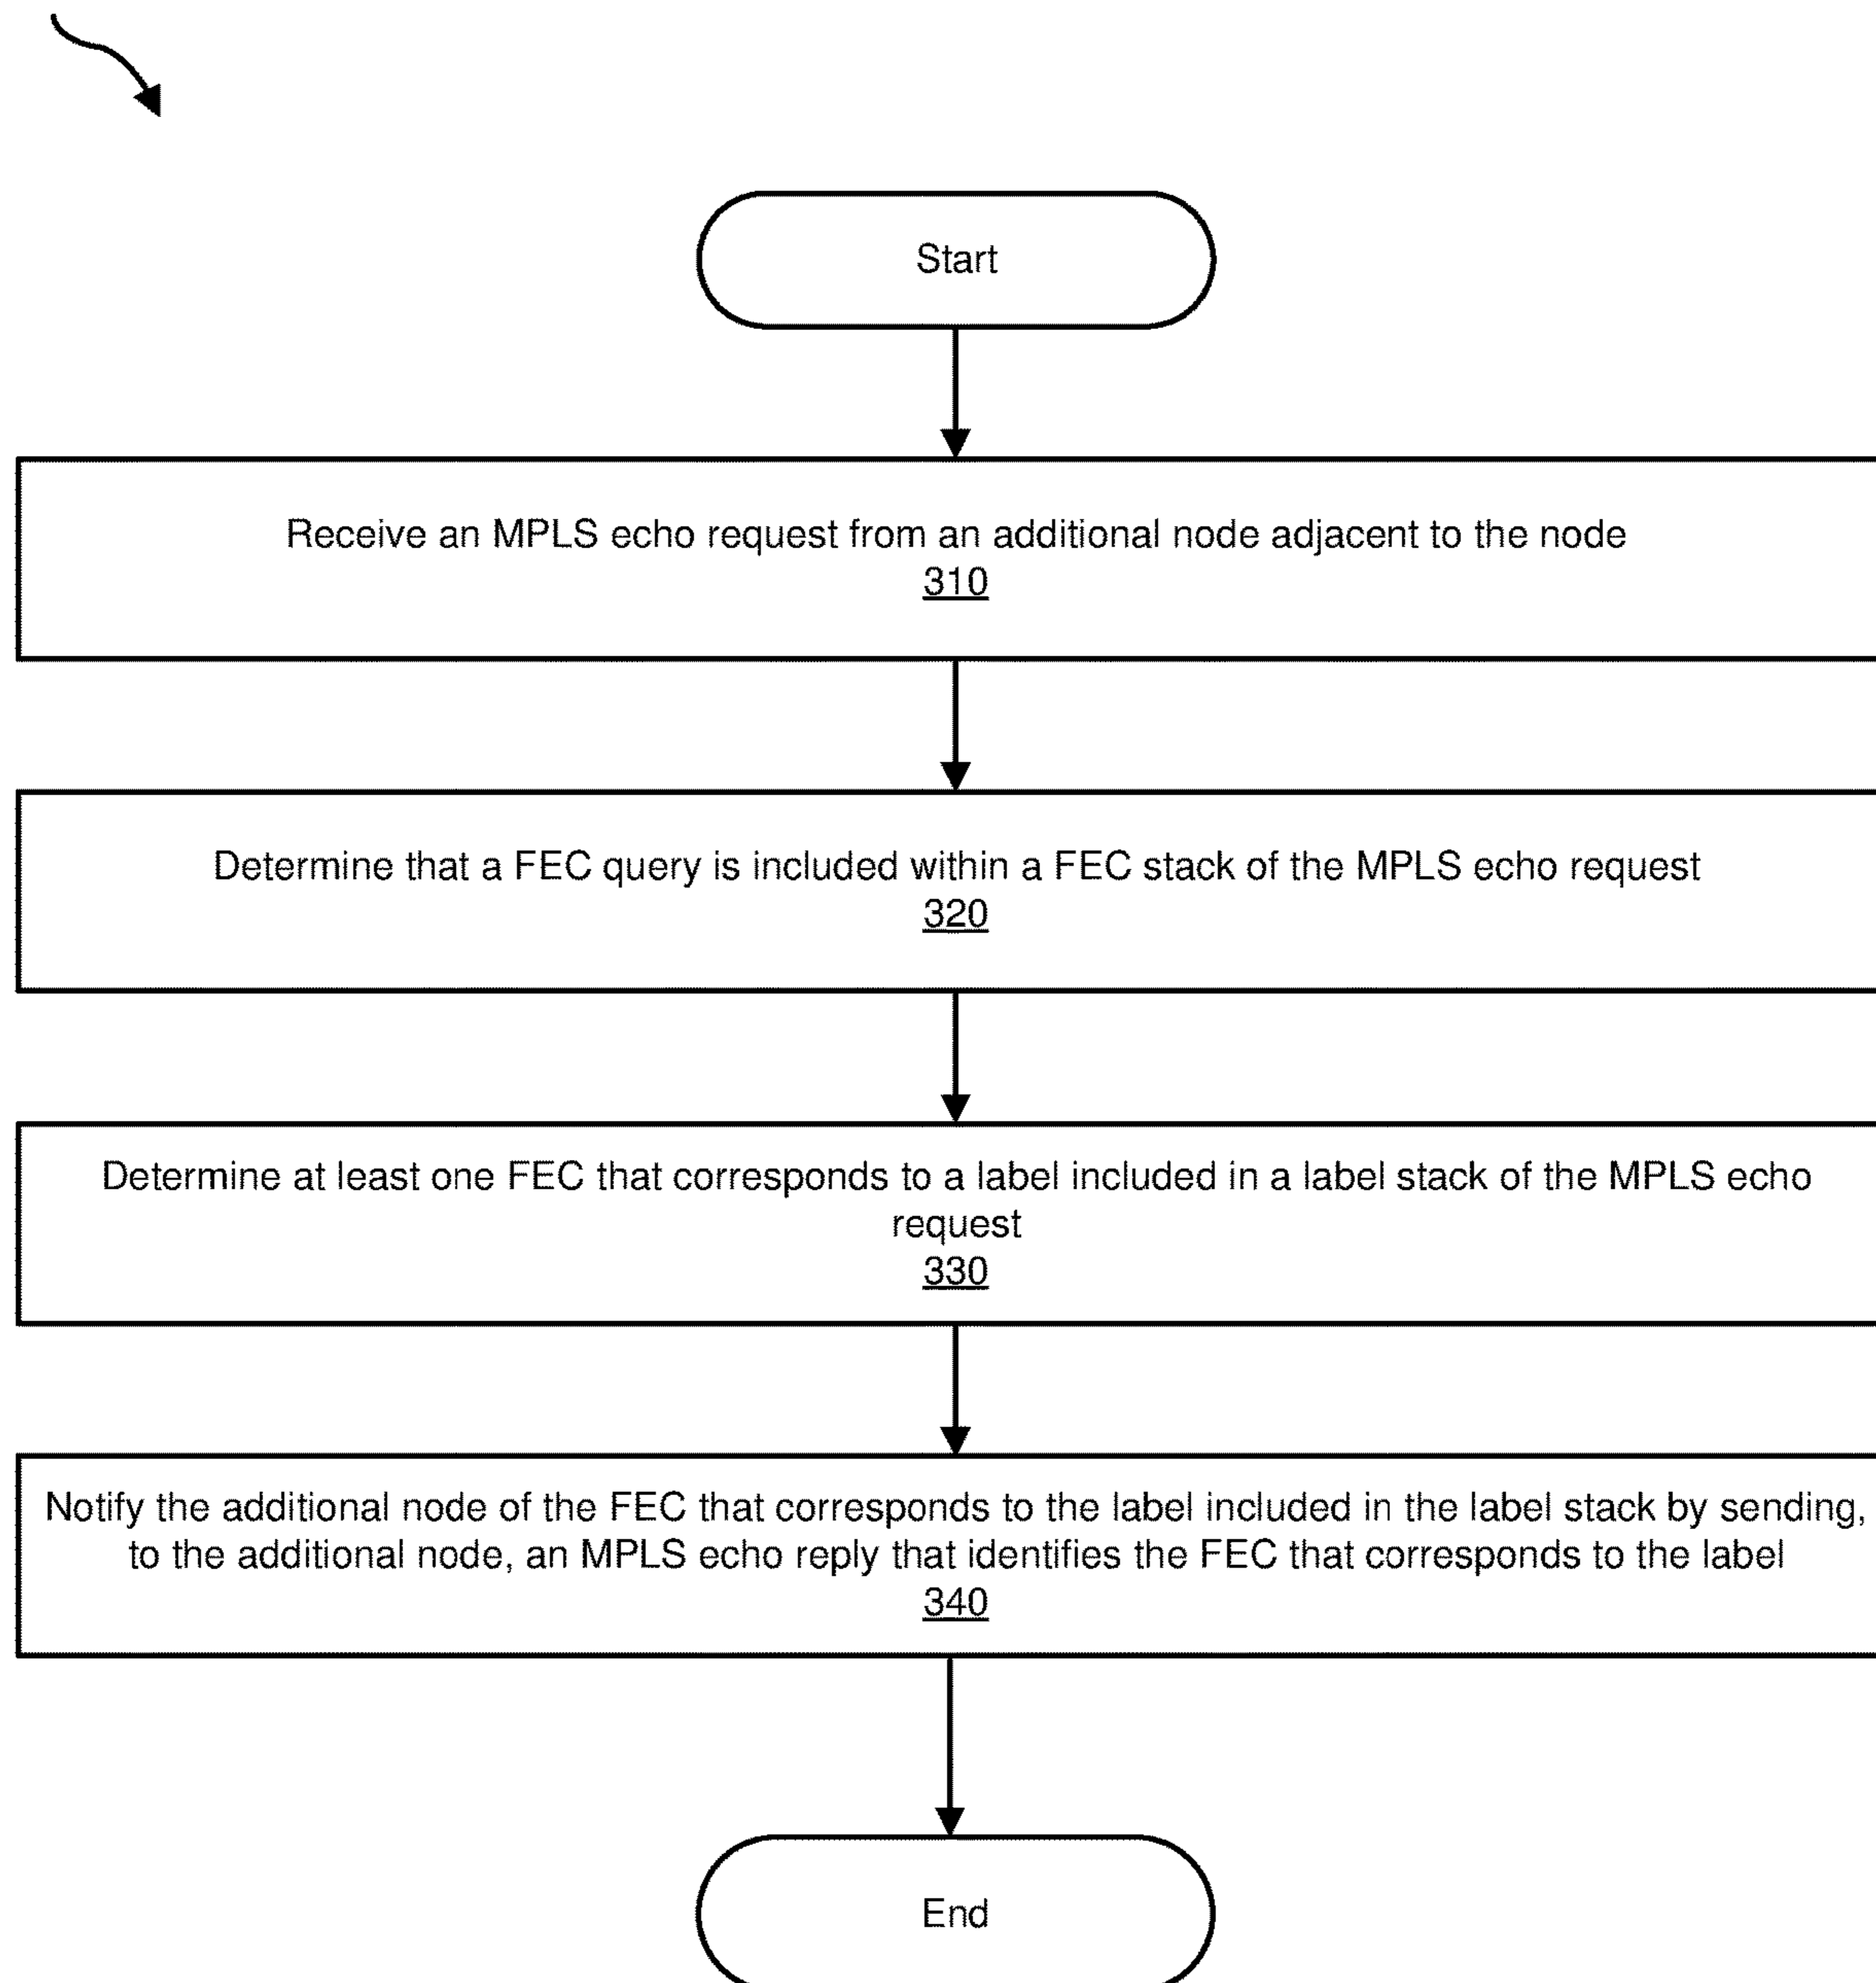 Start
Receive an MPLS echo request from an additional node adjacent to the node
310
Determine that a FEC query is included within a FEC stack of the MPLS echo request
320
Determine at least one FEC that corresponds to a label included in a label stack of the MPLS echo
request
330
Notify the additional node of the FEC that corresponds to the label included in the label stack by sending,
to the additional node, an MPLS echo reply that identifies the FEC that corresponds to the label
340
End